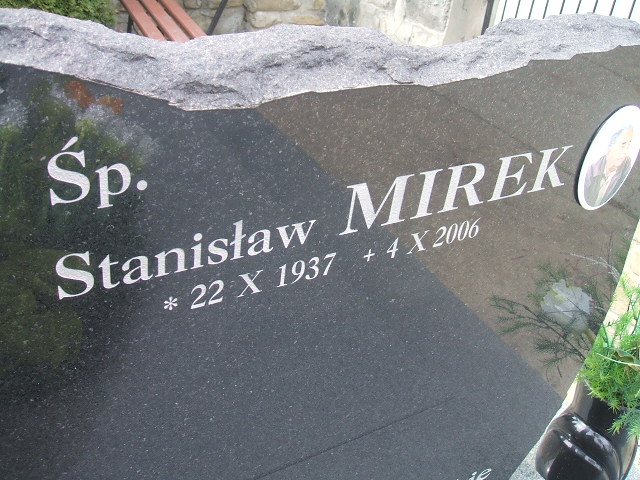 Śp.
Stanisław MIREK
* 22 X 1937 + 4 X 2006